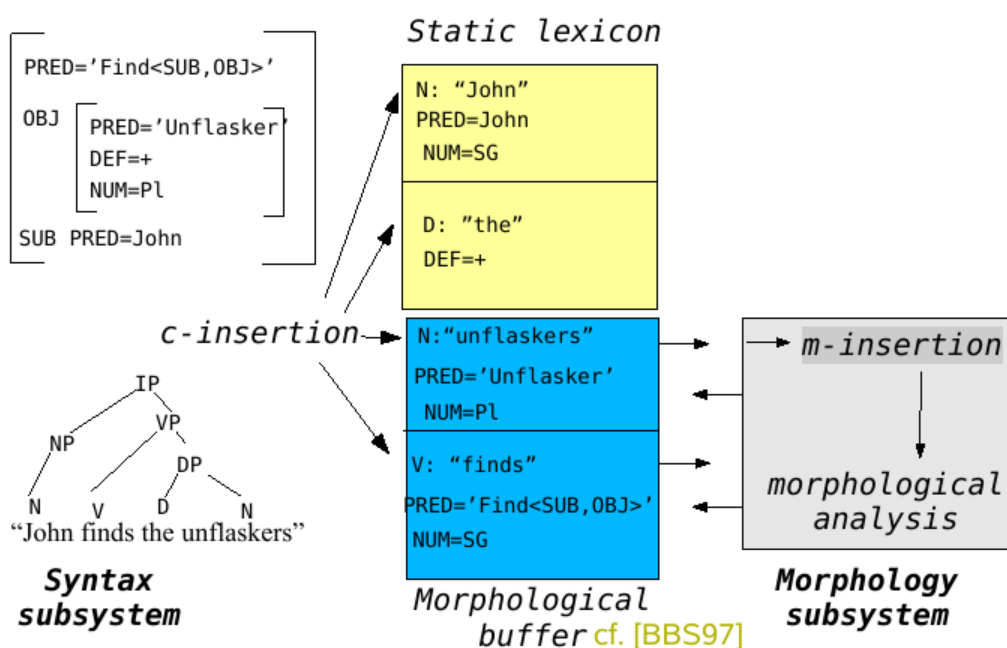 PRED='Find<SUB,OBJ>'
OBJ
PRED='Unflasker'
DEF=+
NUM=Pl
SUB PRED=John
c-insertion
IP
VP
NP
DP
N V D N
“John finds the unflaskers”
Syntax
subsystem
Static lexicon
N: “John”
PRED=John
NUM=SG
D: ”the”
DEF=+
N:“unflaskers”
PRED='Unflasker'
NUM=Pl
V: “finds”
PRED='Find<SUB,OBJ>'
NUM=SG
Morphological
buffer cf. [BBS97]
m-insertion
morphological
analysis
Morphology
subsystem